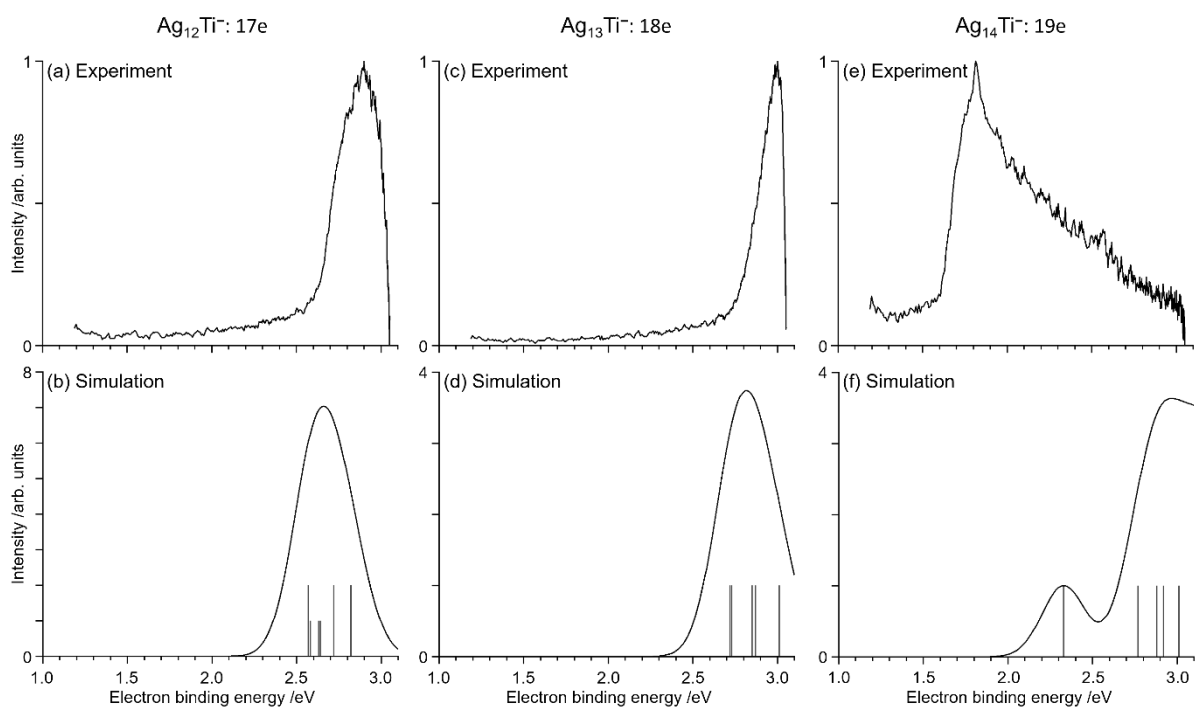 Ag₁₂Ti⁻: 17e
Ag₁₃Ti⁻: 18e
Ag₁₄Ti⁻: 19e
(a) Experiment
(c) Experiment
(e) Experiment
1
0
Intensity /arb. units
1
0
1
0
(b) Simulation
(d) Simulation
(f) Simulation
8
0
Intensity /arb. units
4
0
4
0
1.0 1.5 2.0 2.5 3.0
1.0 1.5 2.0 2.5 3.0
1.0 1.5 2.0 2.5 3.0
Electron binding energy /eV
Electron binding energy /eV
Electron binding energy /eV